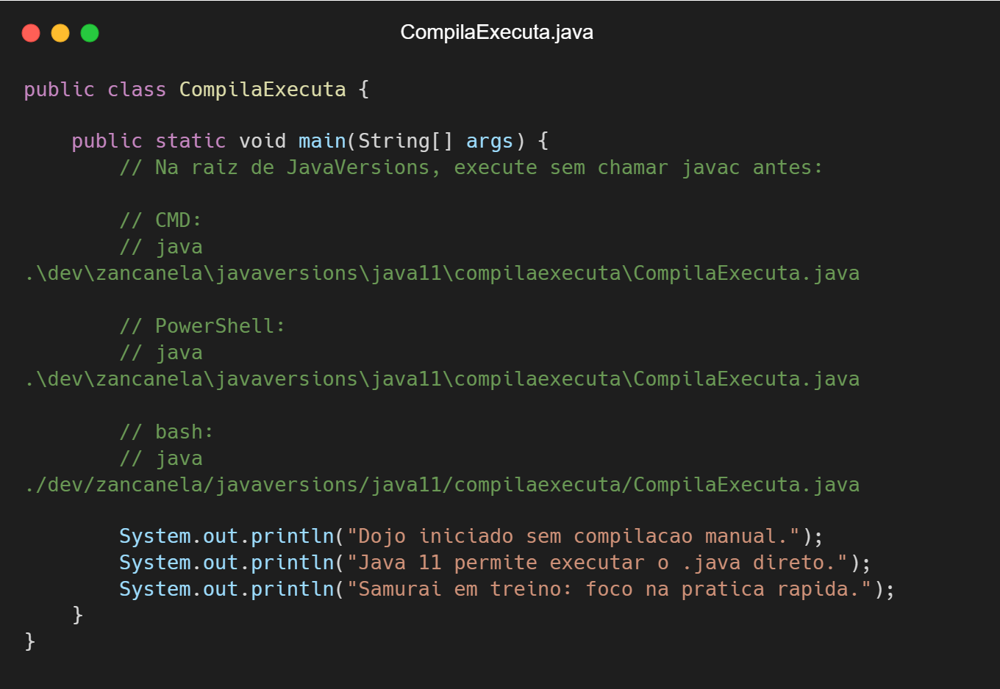 CompilaExecuta.java
public class CompilaExecuta {
    public static void main(String[] args) {
        // Na raiz de JavaVersions, execute sem chamar javac antes:
        // CMD:
        // java
.\dev\zancanela\javaversions\java11\compilaexecuta\CompilaExecuta.java
        // PowerShell:
        // java
.\dev\zancanela\javaversions\java11\compilaexecuta\CompilaExecuta.java
        // bash:
        // java
./dev/zancanela/javaversions/java11/compilaexecuta/CompilaExecuta.java
        System.out.println("Dojo iniciado sem compilacao manual.");
        System.out.println("Java 11 permite executar o .java direto.");
        System.out.println("Samurai em treino: foco na pratica rapida.");
    }
}